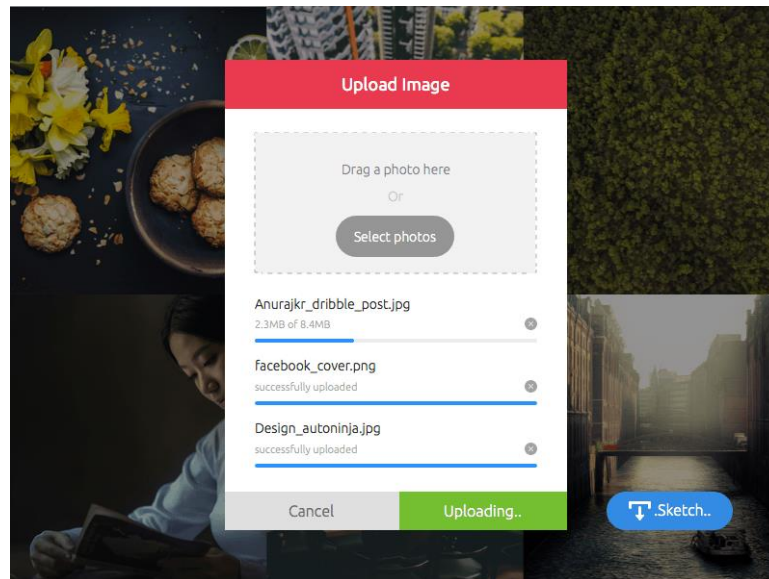 Upload Image
Drag a photo here
Or
Select photos
Anurajkr_dribble_post.jpg
2.3MB of 8.4MB
facebook_cover.png
successfully uploaded
Design_autoninja.jpg
successfully uploaded
Cancel
Uploading..
.Sketch..